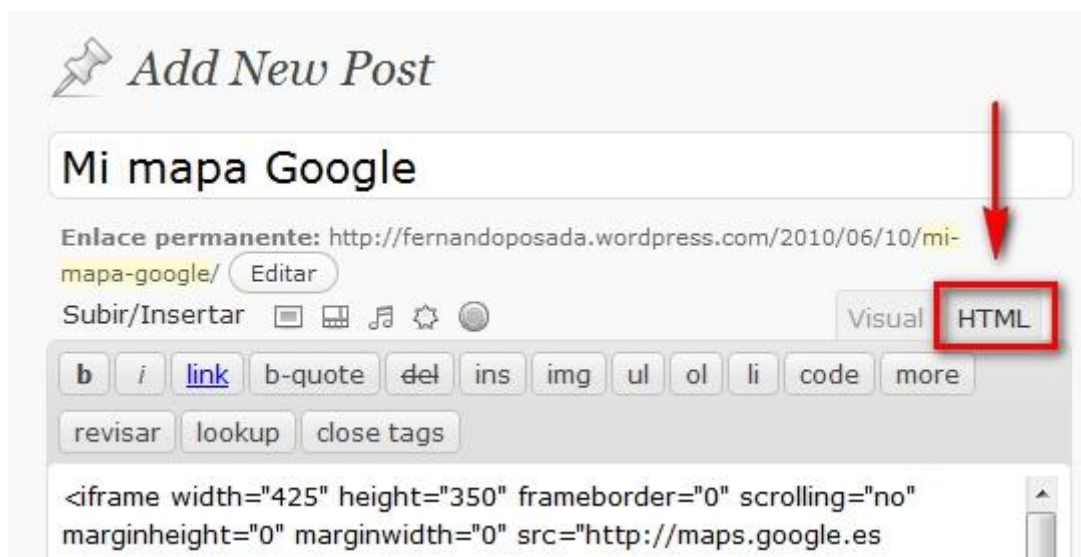 Add New Post
Mi mapa Google
Enlace permanente: http://fernandoposada.wordpress.com/2010/06/10/mi-
mapa-google/ Editar
Subir/Insertar Visual HTML
b i link b-quote del ins img ul ol li code more
revisar lookup close tags
<iframe width="425" height="350" frameborder="0" scrolling="no"
marginheight="0" marginwidth="0" src="http://maps.google.es